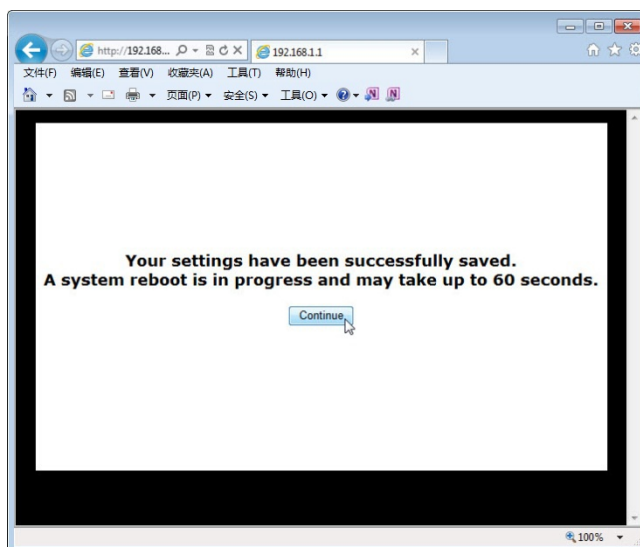 http://192.168... 192.168.1.1
文件(F) 编辑(E) 查看(V) 收藏夹(A) 工具(T) 帮助(H)
页面(P) 安全(S) 工具(O)
Your settings have been successfully saved.
A system reboot is in progress and may take up to 60 seconds.
Continue
100%